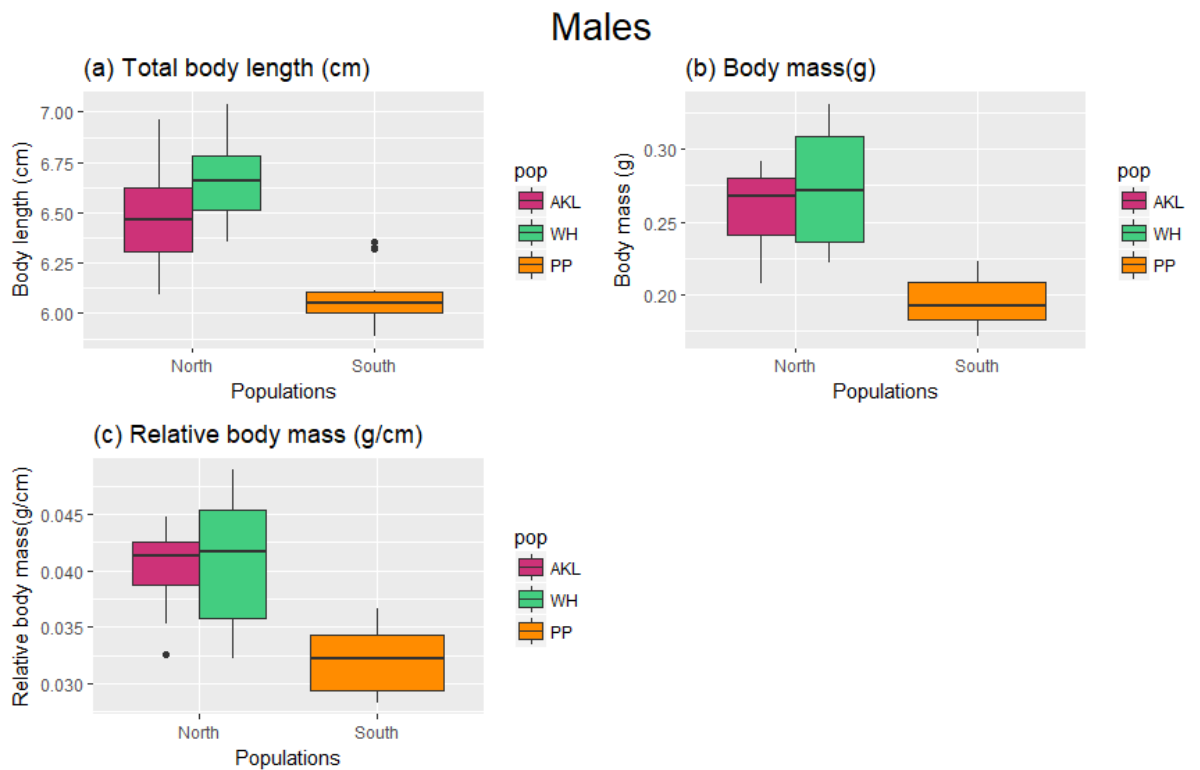 Males
(a) Total body length (cm)
Body length (cm)
7.00
6.75
6.50
6.25
6.00
North
South
Populations
pop
AKL
WH
PP
(b) Body mass(g)
Body mass (g)
0.30
0.25
0.20
North
South
Populations
pop
AKL
WH
PP
(c) Relative body mass (g/cm)
Relative body mass(g/cm)
0.045
0.040
0.035
0.030
North
South
Populations
pop
AKL
WH
PP